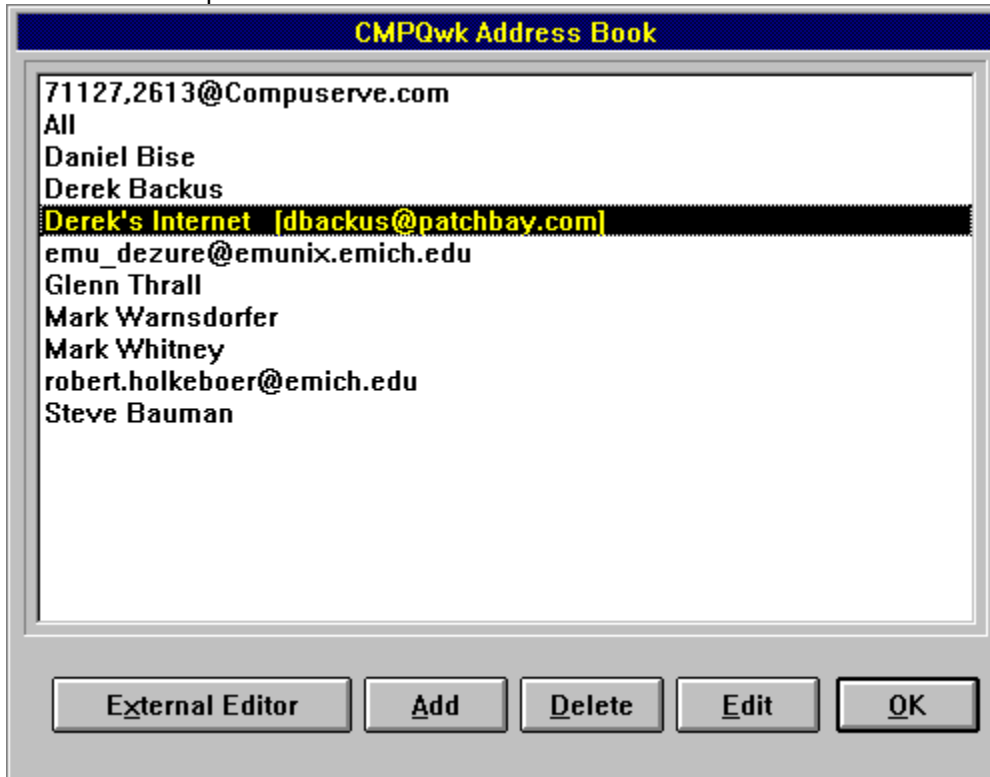 CMPQwk Address Book
71127,2613@Compuserve.com
All
Daniel Bise
Derek Backus
Derek's Internet [dbackus@patchbay.com]
emu_dezure@emunix.emich.edu
Glenn Thrall
Mark Warnsdorfer
Mark Whitney
robert.holkeboer@emich.edu
Steve Bauman
External Editor Add Delete Edit OK